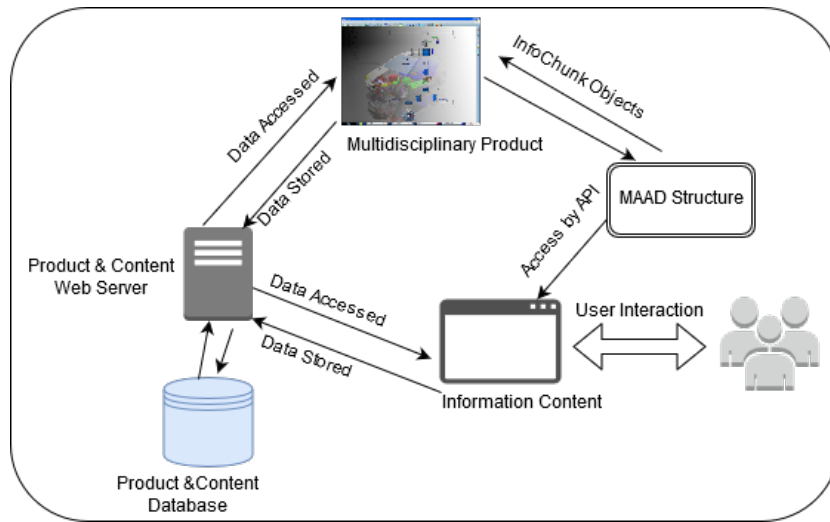 InfoChunk Objects
Data Accessed
Multidisciplinary Product
Data Stored
MAAD Structure
Access by API
Product & Content
Web Server
Data Accessed
User Interaction
Data Stored
Information Content
Product &Content
Database